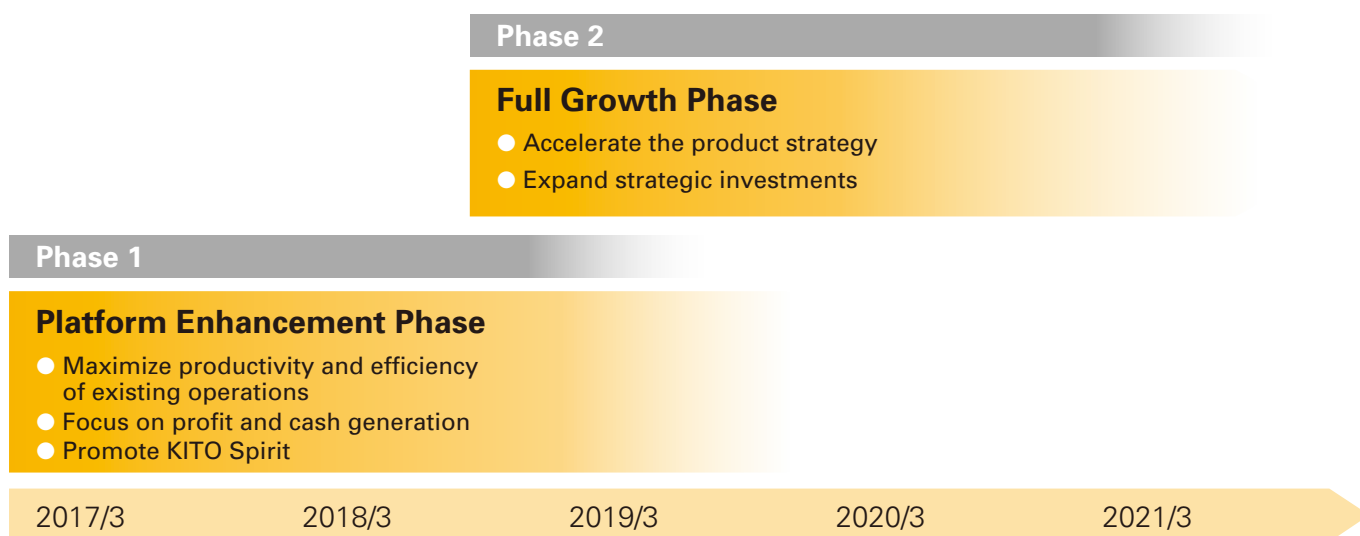 Phase 2
Full Growth Phase
Accelerate the product strategy
Expand strategic investments
Phase 1
Platform Enhancement Phase
Maximize productivity and efficiency
of existing operations
Focus on profit and cash generation
Promote KITO Spirit
2017/3 2018/3 2019/3 2020/3 2021/3